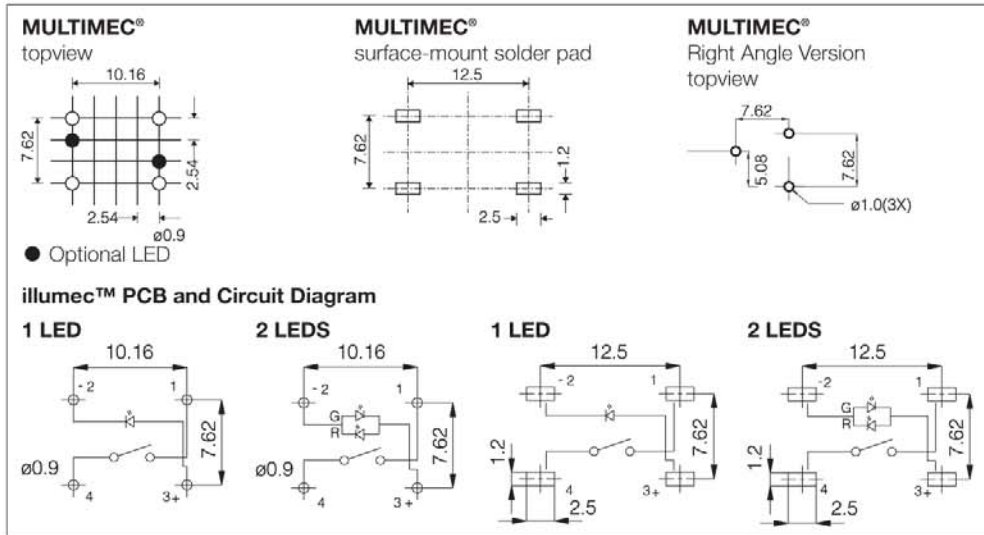 MULTIMEC®
topview
10.16
7.62
2.54
2.54
ø0.9
● Optional LED
MULTIMEC®
surface-mount solder pad
12.5
7.62
1.2
2.5
MULTIMEC®
Right Angle Version
topview
7.62
5.08
7.62
ø1.0(3X)
illumec™ PCB and Circuit Diagram
1 LED
10.16
- 2
1
7.62
ø0.9
4
3+
2 LEDS
10.16
- 2
1
G
R
7.62
ø0.9
4
3+
1 LED
12.5
- 2
1
7.62
1.2
4
3+
2.5
2 LEDS
12.5
-2
1
G
R
7.62
1.2
4
3+
2.5